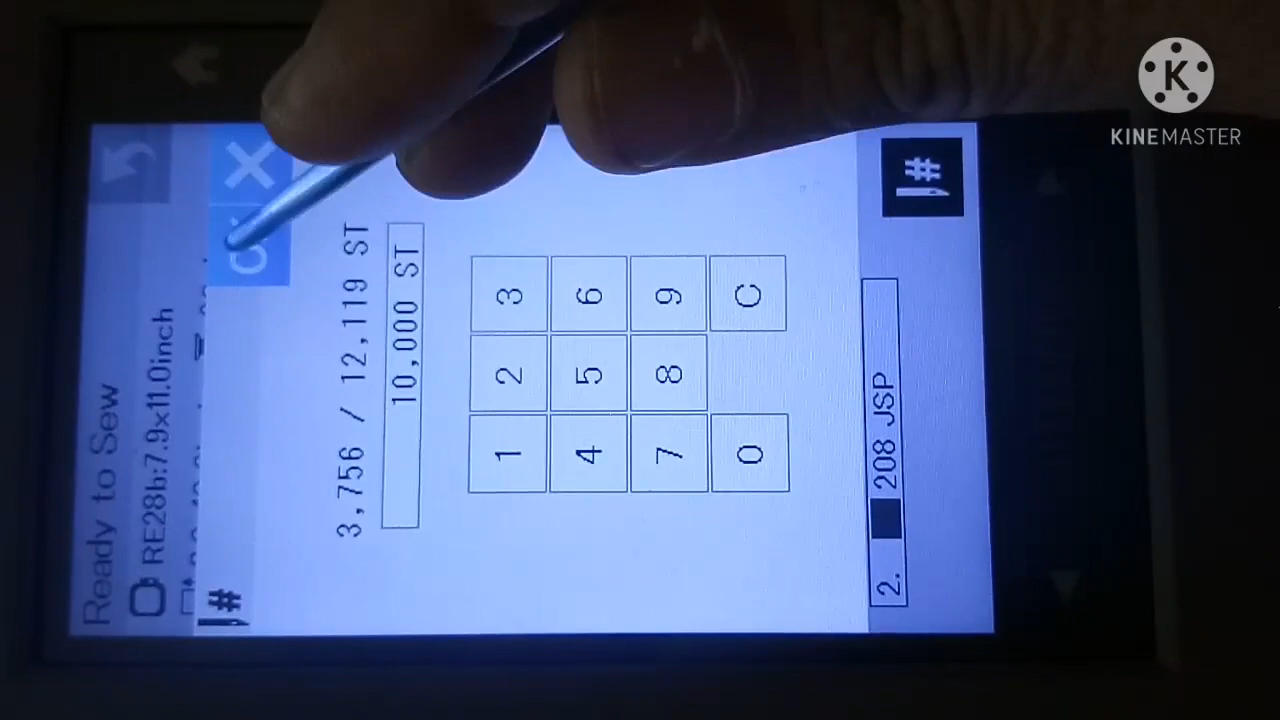 Ready to Sew
RE28b:7.9x11.0inch
#
3,756 / 12,119 ST
10,000 ST
1 2 3
4 5 6
7 8 9
0 C
2. 208 JSP
#
K
KINEMASTER